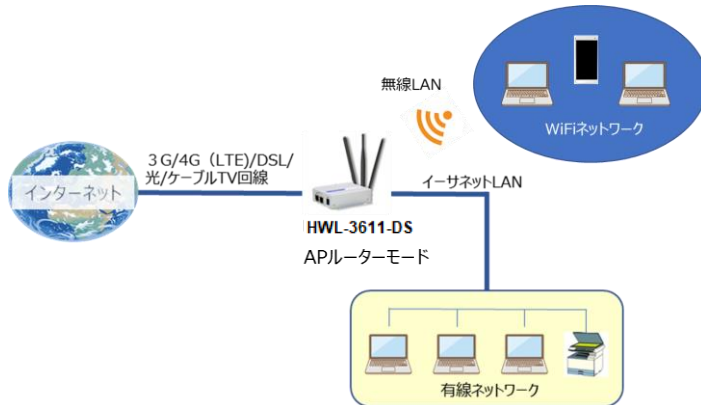 無線LAN
WiFiネットワーク
３G/4G（LTE)/DSL/
光/ケーブルTV回線
インターネット
イーサネットLAN
HWL-3611-DS
APルーターモード
有線ネットワーク